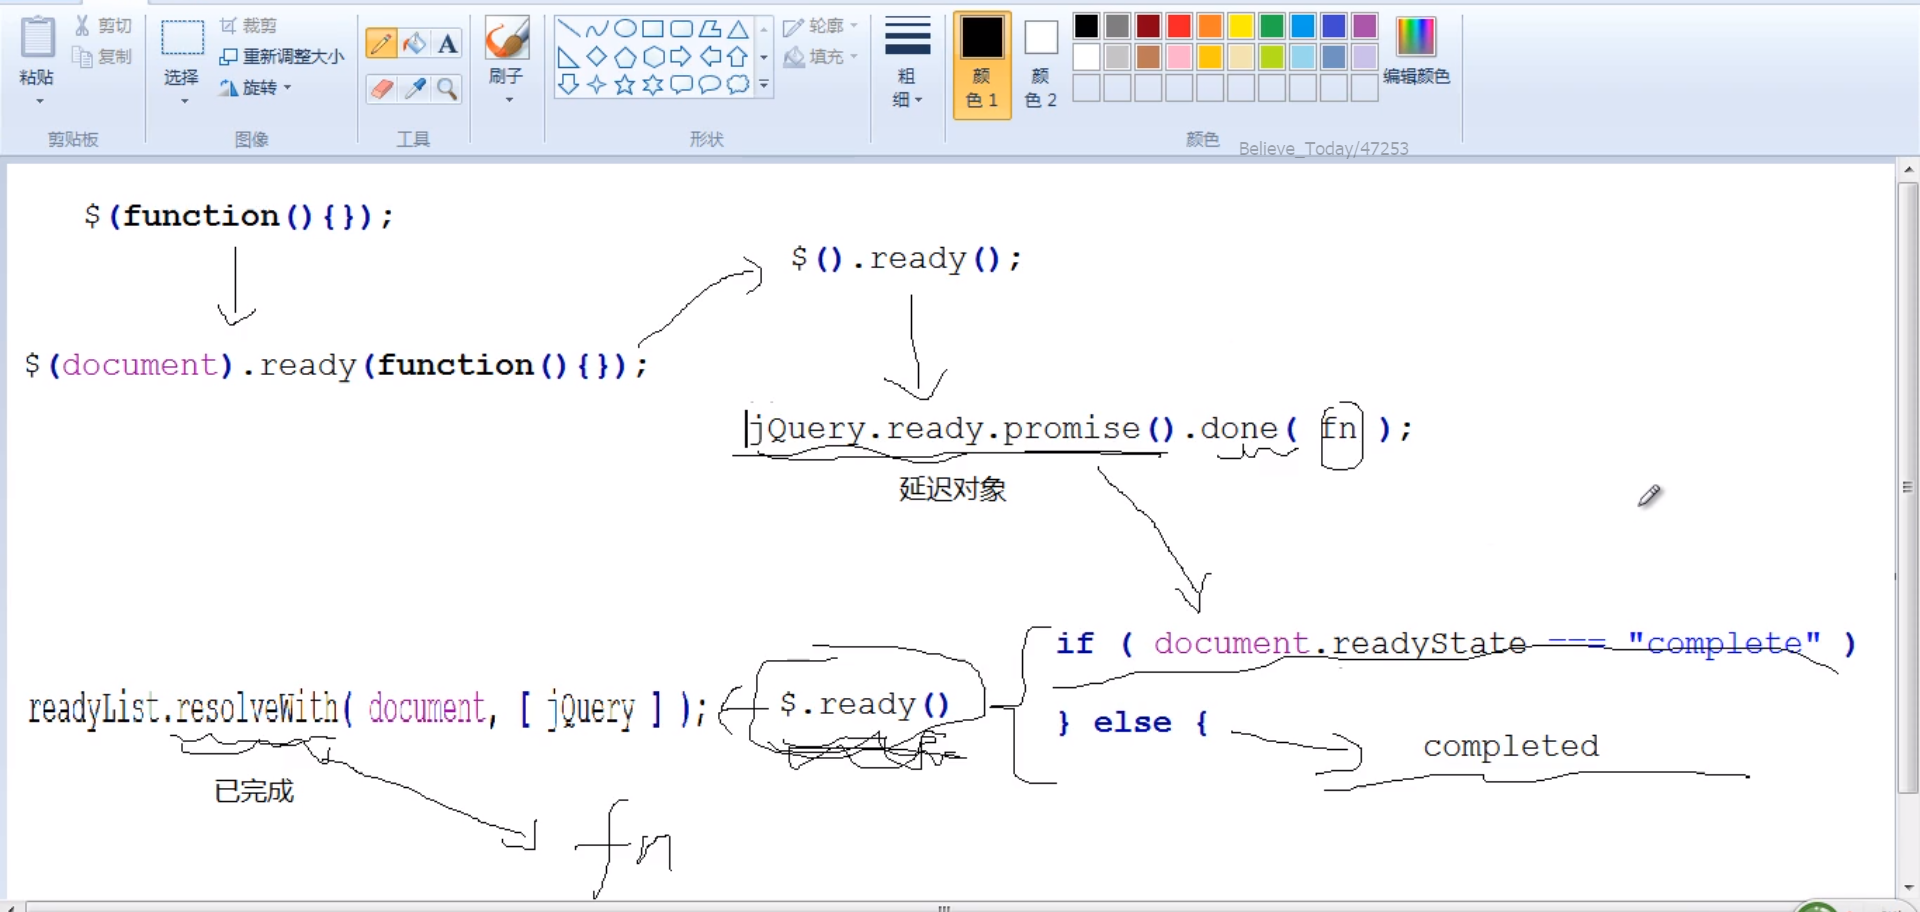 粘贴
剪切
复制
剪贴板
选择
裁剪
重新调整大小
旋转
图像
A
工具
刷子
形状
轮廓
填充
粗
细
颜
色 1
颜
色 2
编辑颜色
颜色
Believe_Today/47253
$(function(){});
$().ready();
$(document).ready(function(){});
jQuery.ready.promise().done( fn );
延迟对象
if ( document.readyState === "complete" )
readyList.resolveWith( document, [ jQuery ] );
$.ready()
} else {
completed
已完成
fn